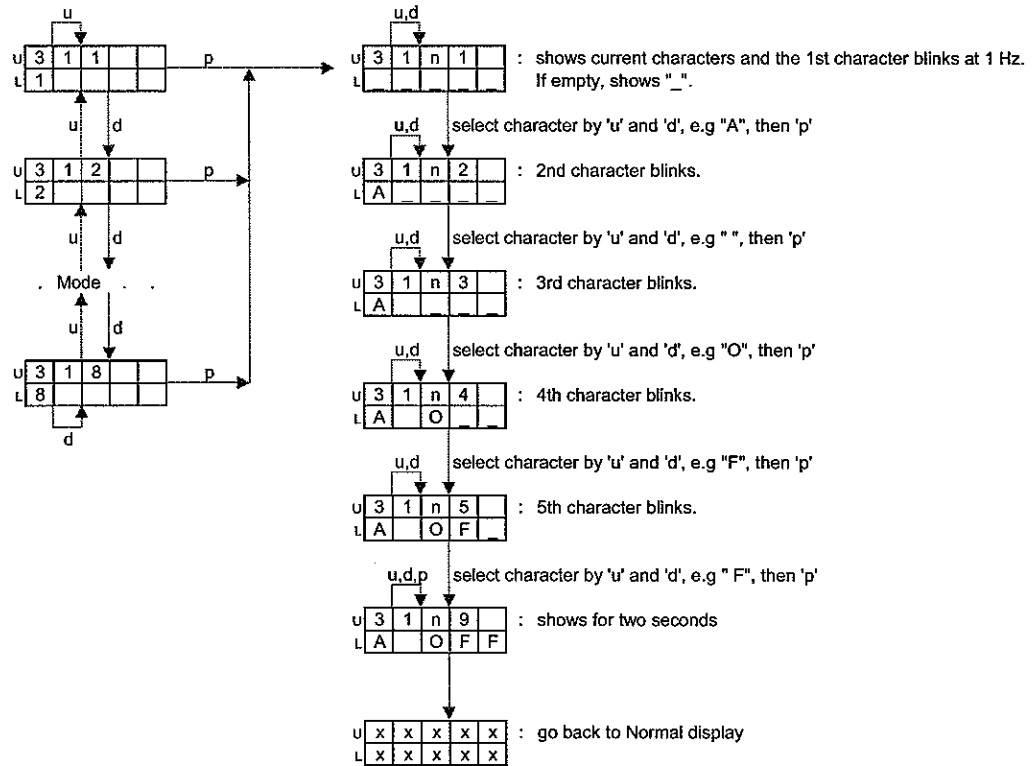 u
U 3 1 1
L 1
p
u d
U 3 1 2
L 2
p
u d
. Mode . .
u d
U 3 1 8
L 8
p
d
u,d
U 3 1 n 1 : shows current characters and the 1st character blinks at 1 Hz.
L _ _ _ _ _ If empty, shows "_".
u,d select character by 'u' and 'd', e.g "A", then 'p'
U 3 1 n 2 : 2nd character blinks.
L A _ _ _ _
u,d select character by 'u' and 'd', e.g " ", then 'p'
U 3 1 n 3 : 3rd character blinks.
L A _ _ _
u,d select character by 'u' and 'd', e.g "O", then 'p'
U 3 1 n 4 : 4th character blinks.
L A O _ _
u,d select character by 'u' and 'd', e.g "F", then 'p'
U 3 1 n 5 : 5th character blinks.
L A O F _
u,d,p select character by 'u' and 'd', e.g " F", then 'p'
U 3 1 n 9 : shows for two seconds
L A O F F
U x x x x x : go back to Normal display
L x x x x x